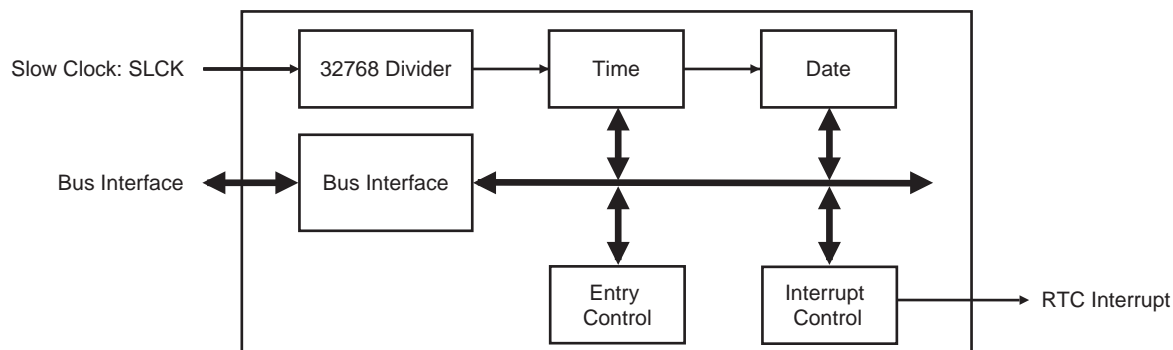 Slow Clock: SLCK
32768 Divider
Time
Date
Bus Interface
Bus Interface
Entry
Control
Interrupt
Control
RTC Interrupt